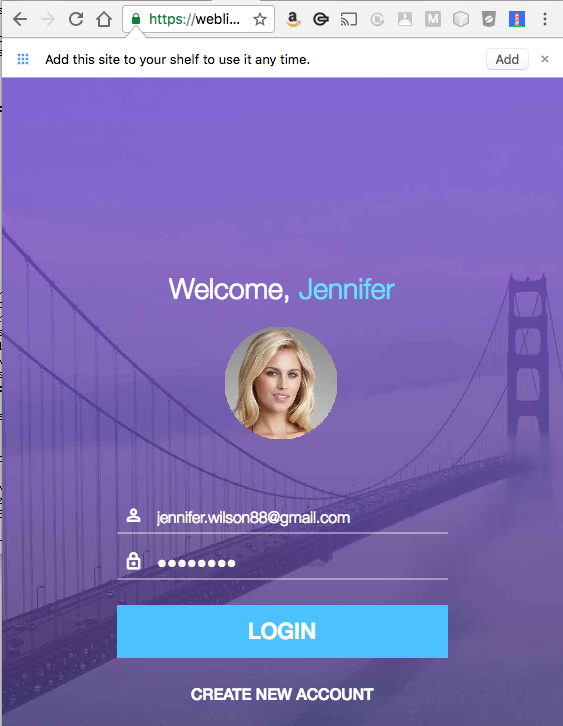 https://webli...
Add this site to your shelf to use it any time.
Add
Welcome, Jennifer
jennifer.wilson88@gmail.com
LOGIN
CREATE NEW ACCOUNT